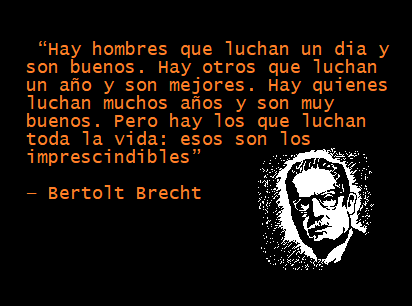 “Hay hombres que luchan un dia y
son buenos. Hay otros que luchan
un año y son mejores. Hay quienes
luchan muchos años y son muy
buenos. Pero hay los que luchan
toda la vida: esos son los
imprescindibles”
– Bertolt Brecht